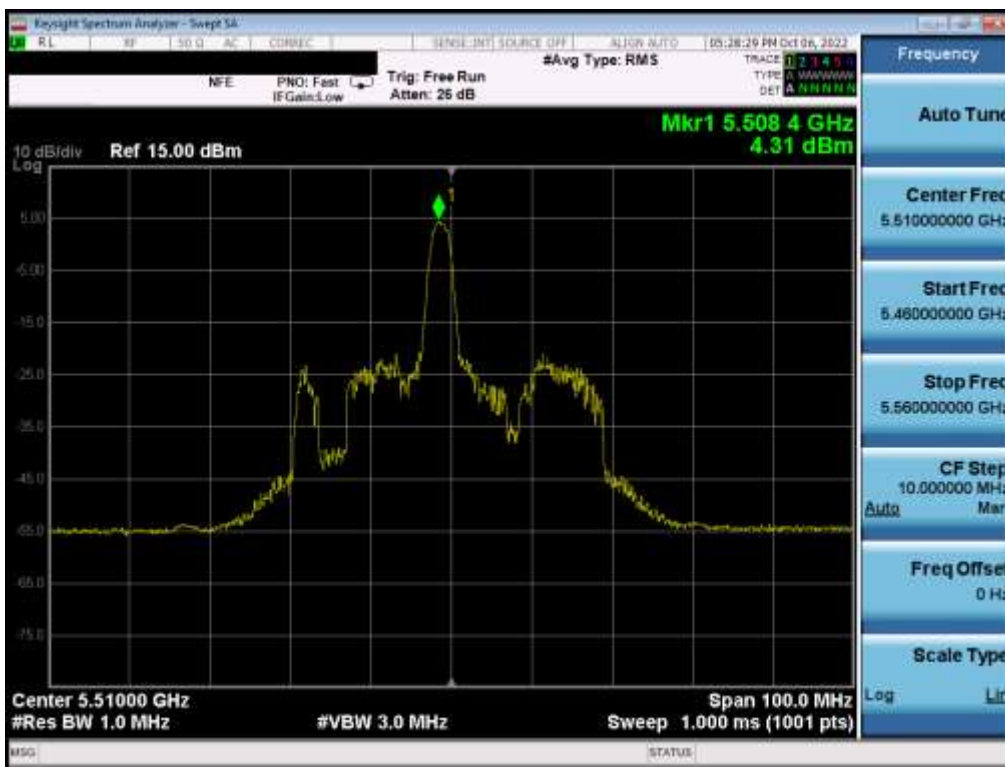 Keysight Spectrum Analyzer - Swept SA
RL RF 50 Ω AC CORREC SENSE:INT SOURCE OFF ALIGN AUTO 05:28:29 PM Oct 06, 2022
#Avg Type: RMS
TRACE 1 2 3 4 5 6
NFE PNO: Fast Trig: Free Run TYPE A WWWWW
IFGain:Low Atten: 26 dB DET A N N N N N
Mkr1 5.508 4 GHz
4.31 dBm
10 dB/div Ref 15.00 dBm
Log
1
5.00
-5.00
-15.0
-25.0
-35.0
-45.0
-55.0
-65.0
-75.0
Center 5.51000 GHz Span 100.0 MHz
#Res BW 1.0 MHz #VBW 3.0 MHz Sweep 1.000 ms (1001 pts)
MSG STATUS
Frequency
Auto Tune
Center Freq
5.510000000 GHz
Start Freq
5.460000000 GHz
Stop Freq
5.560000000 GHz
CF Step
10.000000 MHz
Auto Man
Freq Offset
0 Hz
Scale Type
Log Lin